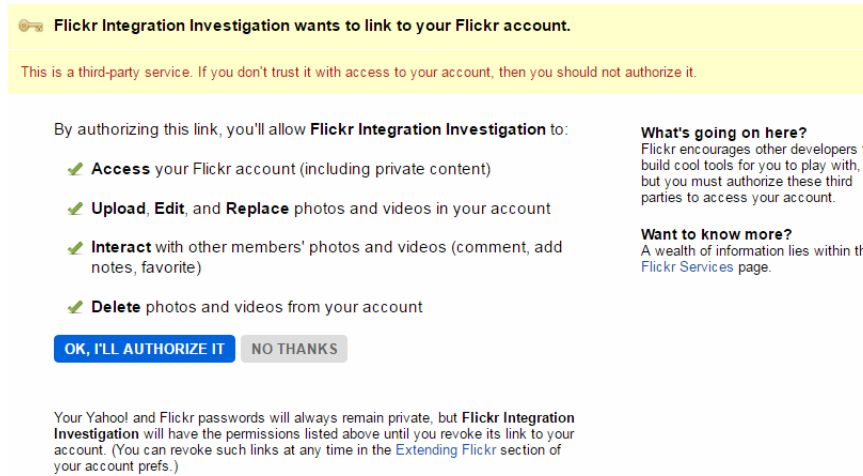 Flickr Integration Investigation wants to link to your Flickr account.
This is a third-party service. If you don't trust it with access to your account, then you should not authorize it.
By authorizing this link, you'll allow Flickr Integration Investigation to:
Access your Flickr account (including private content)
Upload, Edit, and Replace photos and videos in your account
Interact with other members' photos and videos (comment, add
notes, favorite)
Delete photos and videos from your account
OK, I'LL AUTHORIZE IT
NO THANKS
Your Yahoo! and Flickr passwords will always remain private, but Flickr Integration
Investigation will have the permissions listed above until you revoke its link to your
account. (You can revoke such links at any time in the Extending Flickr section of
your account prefs.)
What's going on here?
Flickr encourages other developers
build cool tools for you to play with,
but you must authorize these third
parties to access your account.
Want to know more?
A wealth of information lies within
Flickr Services page.